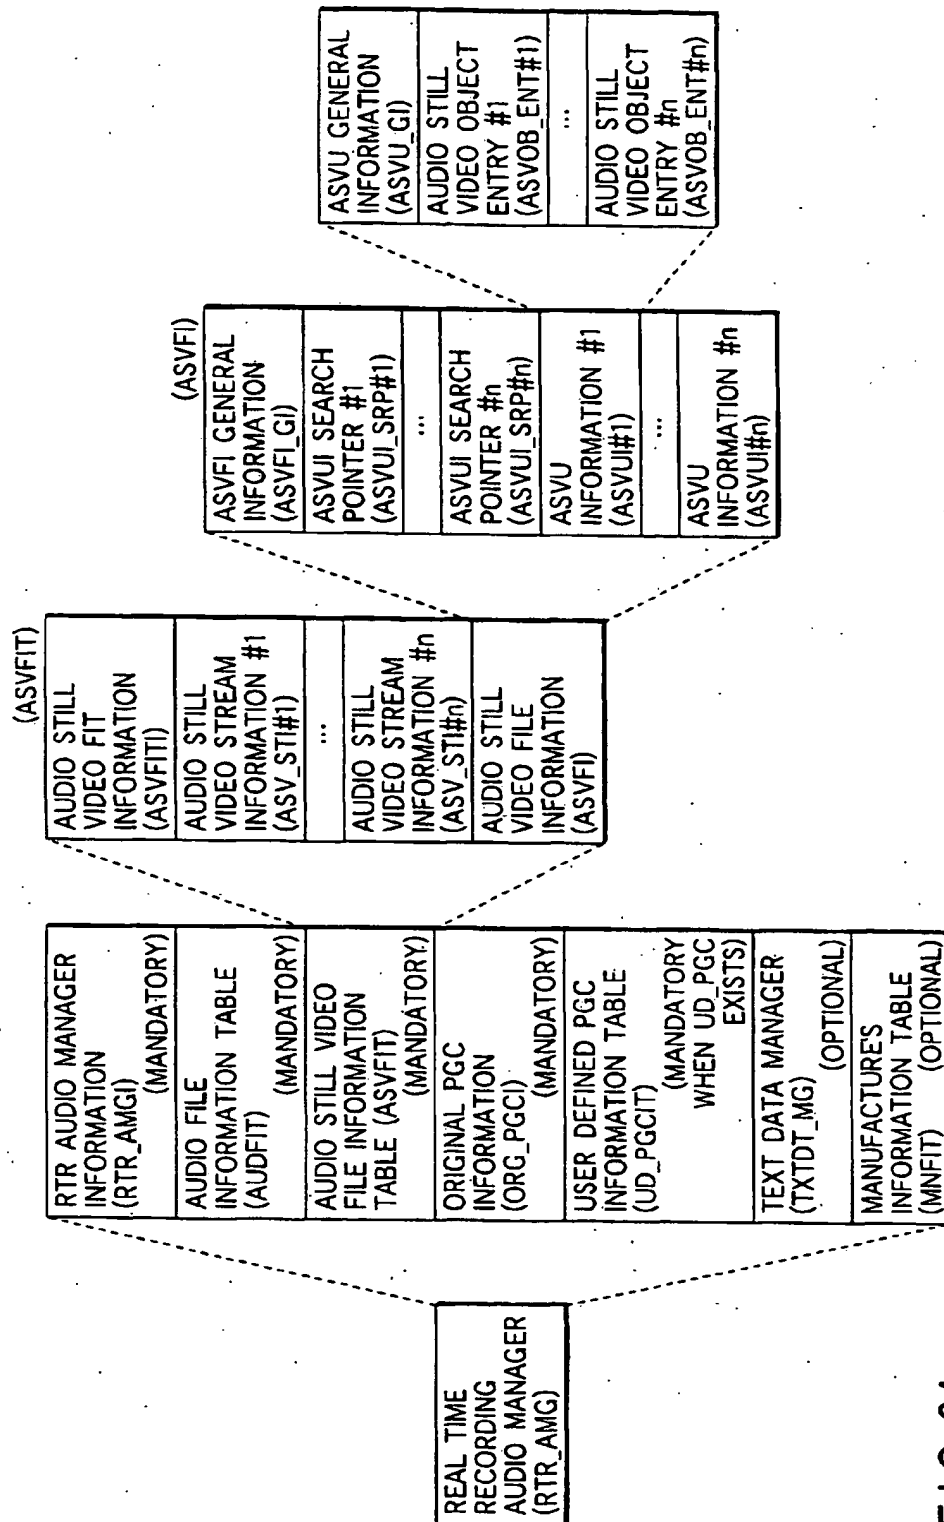 REAL TIME
RECORDING
AUDIO MANAGER
(RTR_AMG)
RTR AUDIO MANAGER
INFORMATION
(RTR_AMGI)
(MANDATORY)
AUDIO FILE
INFORMATION TABLE
(AUDFIT)
(MANDATORY)
AUDIO STILL VIDEO
FILE INFORMATION
TABLE (ASVFIT)
(MANDATORY)
ORIGINAL PGC
INFORMATION
(ORG_PGCI)
(MANDATORY)
USER DEFINED PGC
INFORMATION TABLE
(UD_PGCIT)
(MANDATORY
WHEN UD_PGC
EXISTS)
TEXT DATA MANAGER
(TXTDT_MG)
(OPTIONAL)
MANUFACTURES
INFORMATION TABLE
(MNFIT) (OPTIONAL)
(ASVFIT)
AUDIO STILL
VIDEO FIT
INFORMATION
(ASVFITI)
AUDIO STILL
VIDEO STREAM
INFORMATION #1
(ASV_STI#1)
...
AUDIO STILL
VIDEO STREAM
INFORMATION #n
(ASV_STI#n)
AUDIO STILL
VIDEO FILE
INFORMATION
(ASVFI)
(ASVFI)
ASVFI GENERAL
INFORMATION
(ASVFI_GI)
ASVUI SEARCH
POINTER #1
(ASVUI_SRP#1)
...
ASVUI SEARCH
POINTER #n
(ASVUI_SRP#n)
ASVU
INFORMATION #1
(ASVUI#1)
...
ASVU
INFORMATION #n
(ASVUI#n)
ASVU GENERAL
INFORMATION
(ASVU_GI)
AUDIO STILL
VIDEO OBJECT
ENTRY #1
(ASVOB_ENT#1)
...
AUDIO STILL
VIDEO OBJECT
ENTRY #n
(ASVOB_ENT#n)